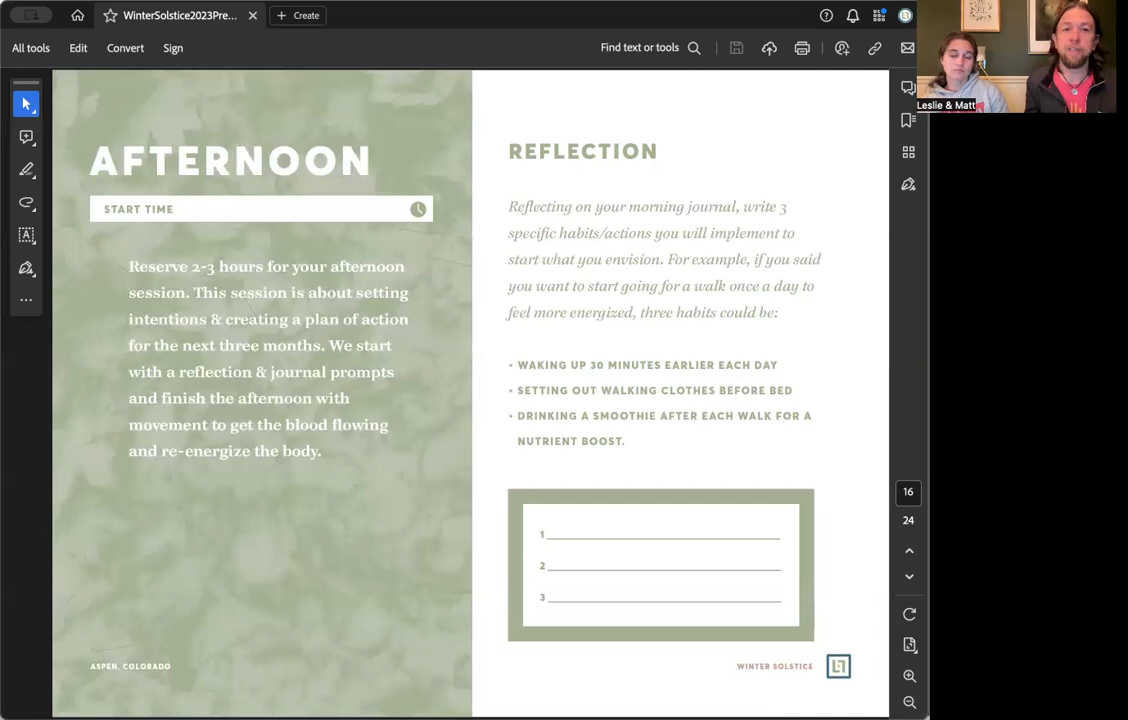 WinterSolstice2023Pre...
Create
All tools
Edit
Convert
Sign
Find text or tools
Leslie & Matt
AFTERNOON
START TIME
Reserve 2-3 hours for your afternoon
session. This session is about setting
intentions & creating a plan of action
for the next three months. We start
with a reflection & journal prompts
and finish the afternoon with
movement to get the blood flowing
and re-energize the body.
ASPEN, COLORADO
REFLECTION
Reflecting on your morning journal, write 3
specific habits/actions you will implement to
start what you envision. For example, if you said
you want to start going for a walk once a day to
feel more energized, three habits could be:
• WAKING UP 30 MINUTES EARLIER EACH DAY
• SETTING OUT WALKING CLOTHES BEFORE BED
• DRINKING A SMOOTHIE AFTER EACH WALK FOR A
NUTRIENT BOOST.
1
2
3
WINTER SOLSTICE
16
24